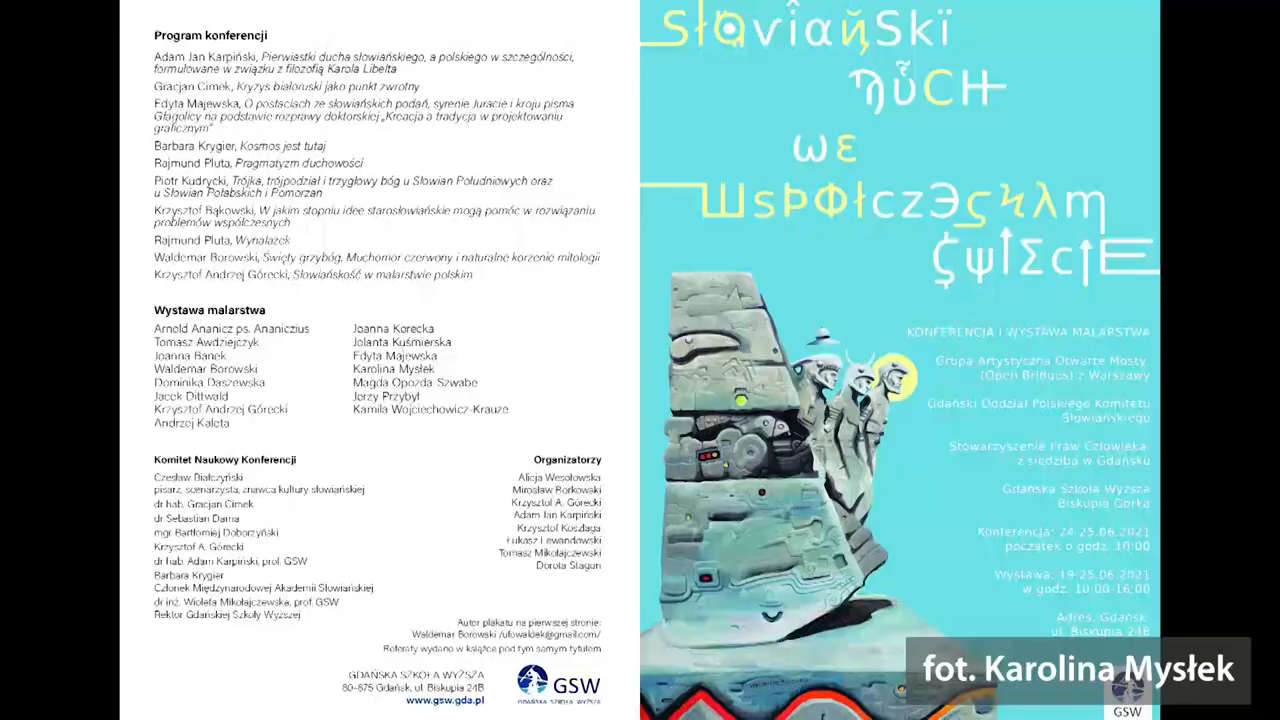 Program konferencji
Adam Jan Karpiński, Pierwiastki ducha słowiańskiego, a polskiego w szczególności,
formułowane w związku z filozofią Karola Libelta
Gracjan Cimek, Kryzys białoruski jako punkt zwrotny
Edyta Majewska, O postaciach ze słowiańskich podań, syrenie Juracie i kroju pisma
Głagolicy na podstawie rozprawy doktorskiej „Kreacja a tradycja w projektowaniu
graficznym”
Barbara Krygier, Kosmos jest tutaj
Rajmund Pluta, Pragmatyzm duchowości
Piotr Kudrycki, Trójka, trójpodział i trzygłowy bóg u Słowian Południowych oraz
u Słowian Połabskich i Pomorzan
Krzysztof Bąkowski, W jakim stopniu idee starosłowiańskie mogą pomóc w rozwiązaniu
problemów współczesnych
Rajmund Pluta, Wynalazek
Waldemar Borowski, Święty grzybóg. Muchomor czerwony i naturalne korzenie mitologii
Krzysztof Andrzej Górecki, Słowiańskość w malarstwie polskim
Wystawa malarstwa
Arnold Ananicz ps. Ananiczius
Tomasz Awdziejczyk
Joanna Banek
Waldemar Borowski
Dominika Daszewska
Jacek Dittwald
Krzysztof Andrzej Górecki
Andrzej Kaleta
Joanna Korecka
Jolanta Kuśmierska
Edyta Majewska
Karolina Mysłek
Magda Opozda-Szwabe
Jerzy Przybył
Kamila Wojciechowicz-Krauze
Komitet Naukowy Konferencji
Czesław Białczyński
pisarz, scenarzysta, znawca kultury słowiańskiej
dr hab. Gracjan Cimek
dr Sebastian Dama
mgr Bartłomiej Doborzyński
Krzysztof A. Górecki
dr hab. Adam Karpiński, prof. GSW
Barbara Krygier
Członek Międzynarodowej Akademii Słowiańskiej
dr inż. Wioleta Mikołajczewska, prof. GSW
Rektor Gdańskiej Szkoły Wyższej
Organizatorzy
Alicja Wesołowska
Mirosław Borkowski
Krzysztof A. Górecki
Adam Jan Karpiński
Krzysztof Koszłaga
Łukasz Lewandowski
Tomasz Mikołajczewski
Dorota Stagun
Autor plakatu na pierwszej stronie:
Waldemar Borowski /ufowaldek@gmail.com/
Referaty wydano w książce pod tym samym tytułem
GDAŃSKA SZKOŁA WYŻSZA
80-875 Gdańsk, ul. Biskupia 24B
www.gsw.gda.pl
GSW
GDAŃSKA SZKOŁA WYŻSZA
Słoviański
Duch
we
Współczesnym
Świecie
KONFERENCJA I WYSTAWA MALARSTWA
Grupa Artystyczna Otwarte Mosty
(Open Bridges) z Warszawy
Gdański Oddział Polskiego Komitetu
Słowiańskiego
Stowarzyszenie Praw Człowieka
z siedzibą w Gdańsku
Gdańska Szkoła Wyższa
Biskupia Górka
Konferencja: 24-25.06.2021
początek o godz. 10:00
Wystawa: 19-25.06.2021
w godz. 10:00-16:00
Adres: Gdańsk
ul. Biskupia 24B
fot. Karolina Mysłek
GSW